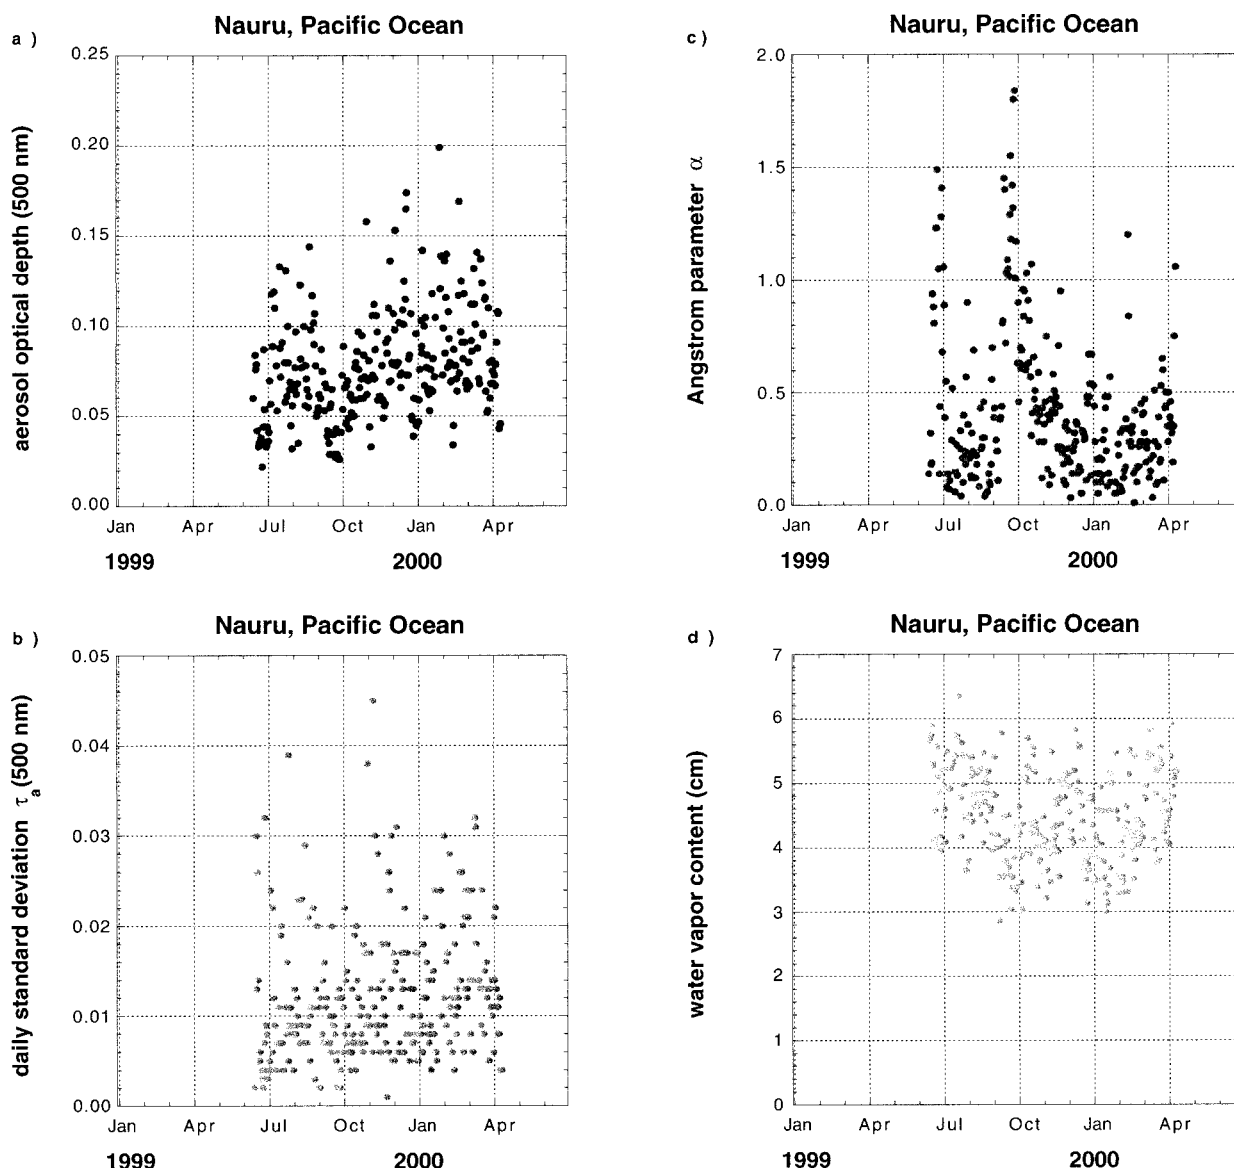 a )
Nauru, Pacific Ocean
aerosol optical depth (500 nm)
0.25
0.20
0.15
0.10
0.05
0.00
Jan Apr Jul Oct Jan Apr
1999 2000
c )
Nauru, Pacific Ocean
Angstrom parameter α
2.0
1.5
1.0
0.5
0.0
Jan Apr Jul Oct Jan Apr
1999 2000
b )
Nauru, Pacific Ocean
daily standard deviation τa (500 nm)
0.05
0.04
0.03
0.02
0.01
0.00
Jan Apr Jul Oct Jan Apr
1999 2000
d )
Nauru, Pacific Ocean
water vapor content (cm)
7
6
5
4
3
2
1
0
Jan Apr Jul Oct Jan Apr
1999 2000